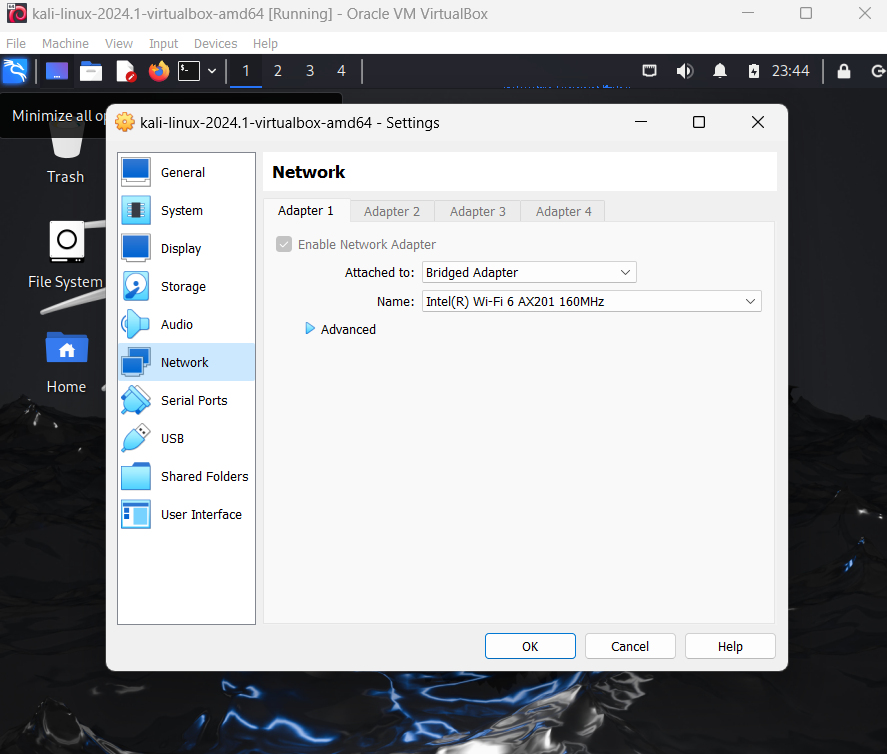 kali-linux-2024.1-virtualbox-amd64 [Running] - Oracle VM VirtualBox
File Machine View Input Devices Help
1 2 3 4 23:44
Minimize all op
kali-linux-2024.1-virtualbox-amd64 - Settings
Trash
File System
Home
General
System
Display
Storage
Audio
Network
Serial Ports
USB
Shared Folders
User Interface
Network
Adapter 1 Adapter 2 Adapter 3 Adapter 4
Enable Network Adapter
Attached to: Bridged Adapter
Name: Intel(R) Wi-Fi 6 AX201 160MHz
Advanced
OK Cancel Help